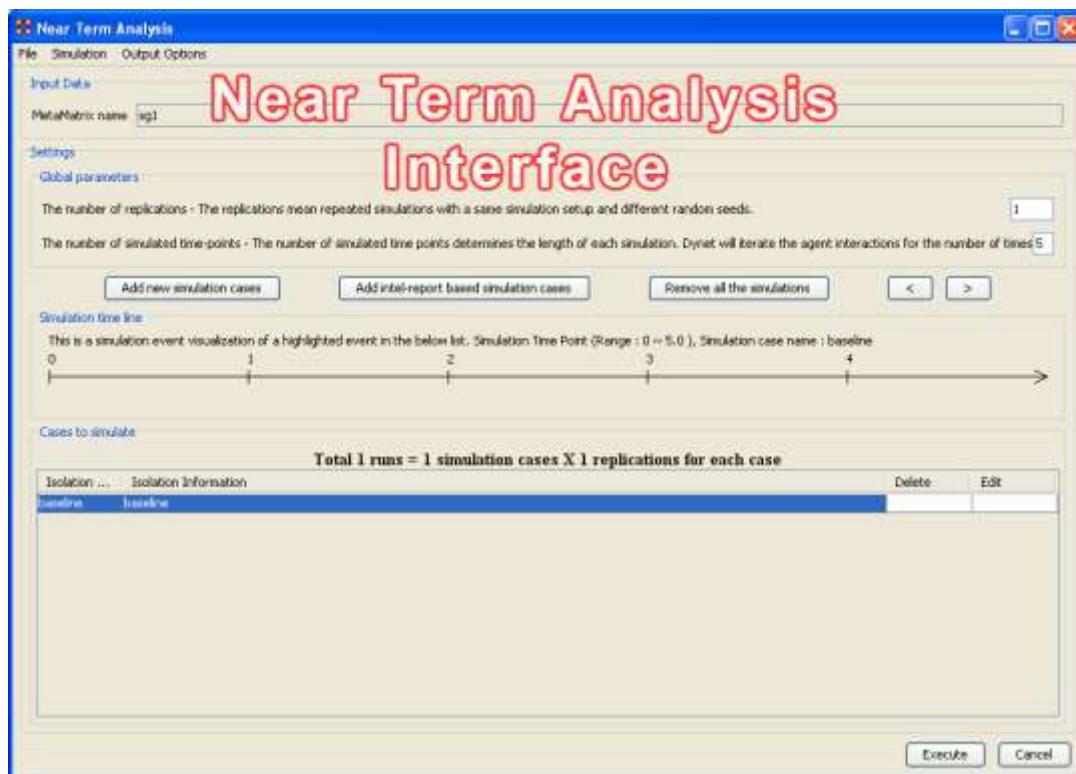 Near Term Analysis
File Simulation Output Options
Input Data
Near Term Analysis
MetaMatrix name sg1
Interface
Settings
Global parameters
The number of replications - The replications mean repeated simulations with a same simulation setup and different random seeds. 1
The number of simulated time-points - The number of simulated time points determines the length of each simulation. Dynet will iterate the agent interactions for the number of times 5
Add new simulation cases Add intel-report based simulation cases Remove all the simulations < >
Simulation time line
This is a simulation event visualization of a highlighted event in the below list. Simulation Time Point (Range : 0 ~ 5.0 ), Simulation case name : baseline
0 1 2 3 4
Cases to simulate
Total 1 runs = 1 simulation cases X 1 replications for each case
Isolation ... Isolation Information Delete Edit
baseline baseline
Execute Cancel